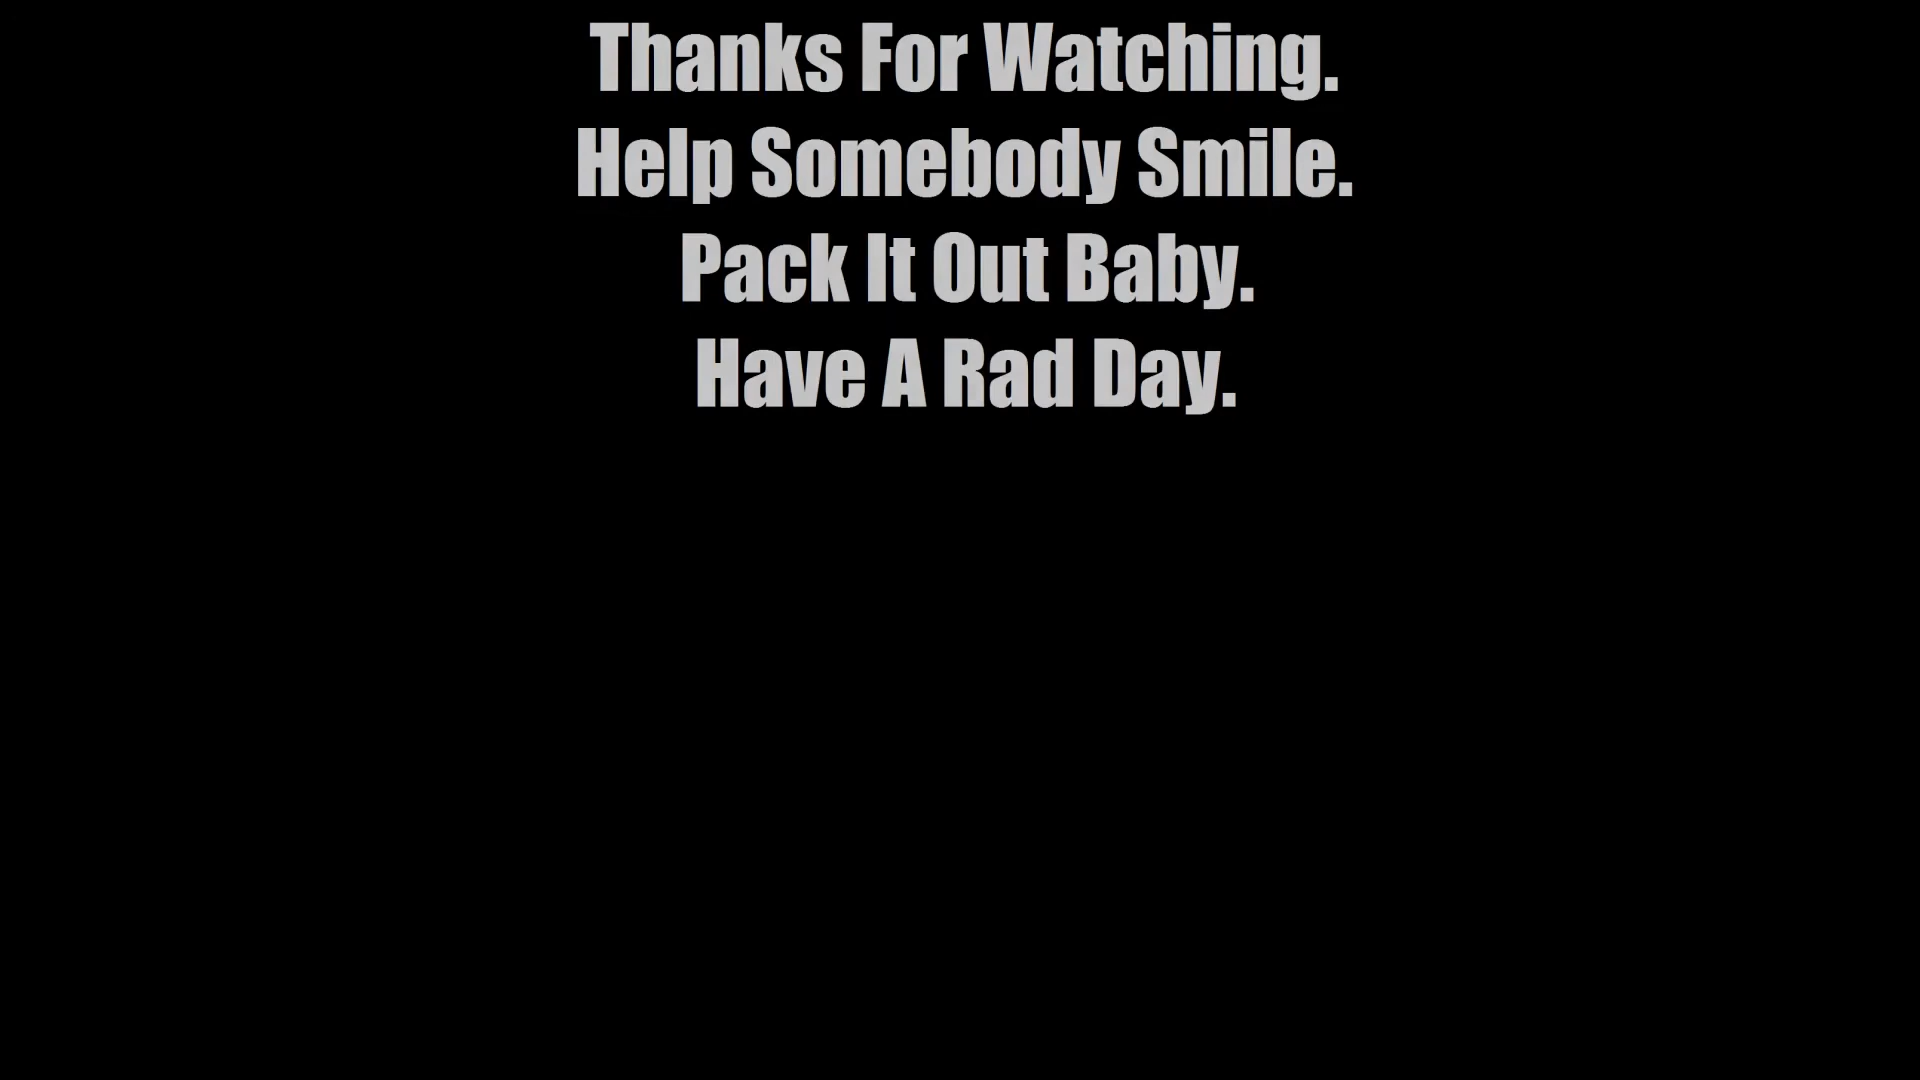 Thanks For Watching.
Help Somebody Smile.
Pack It Out Baby.
Have A Rad Day.